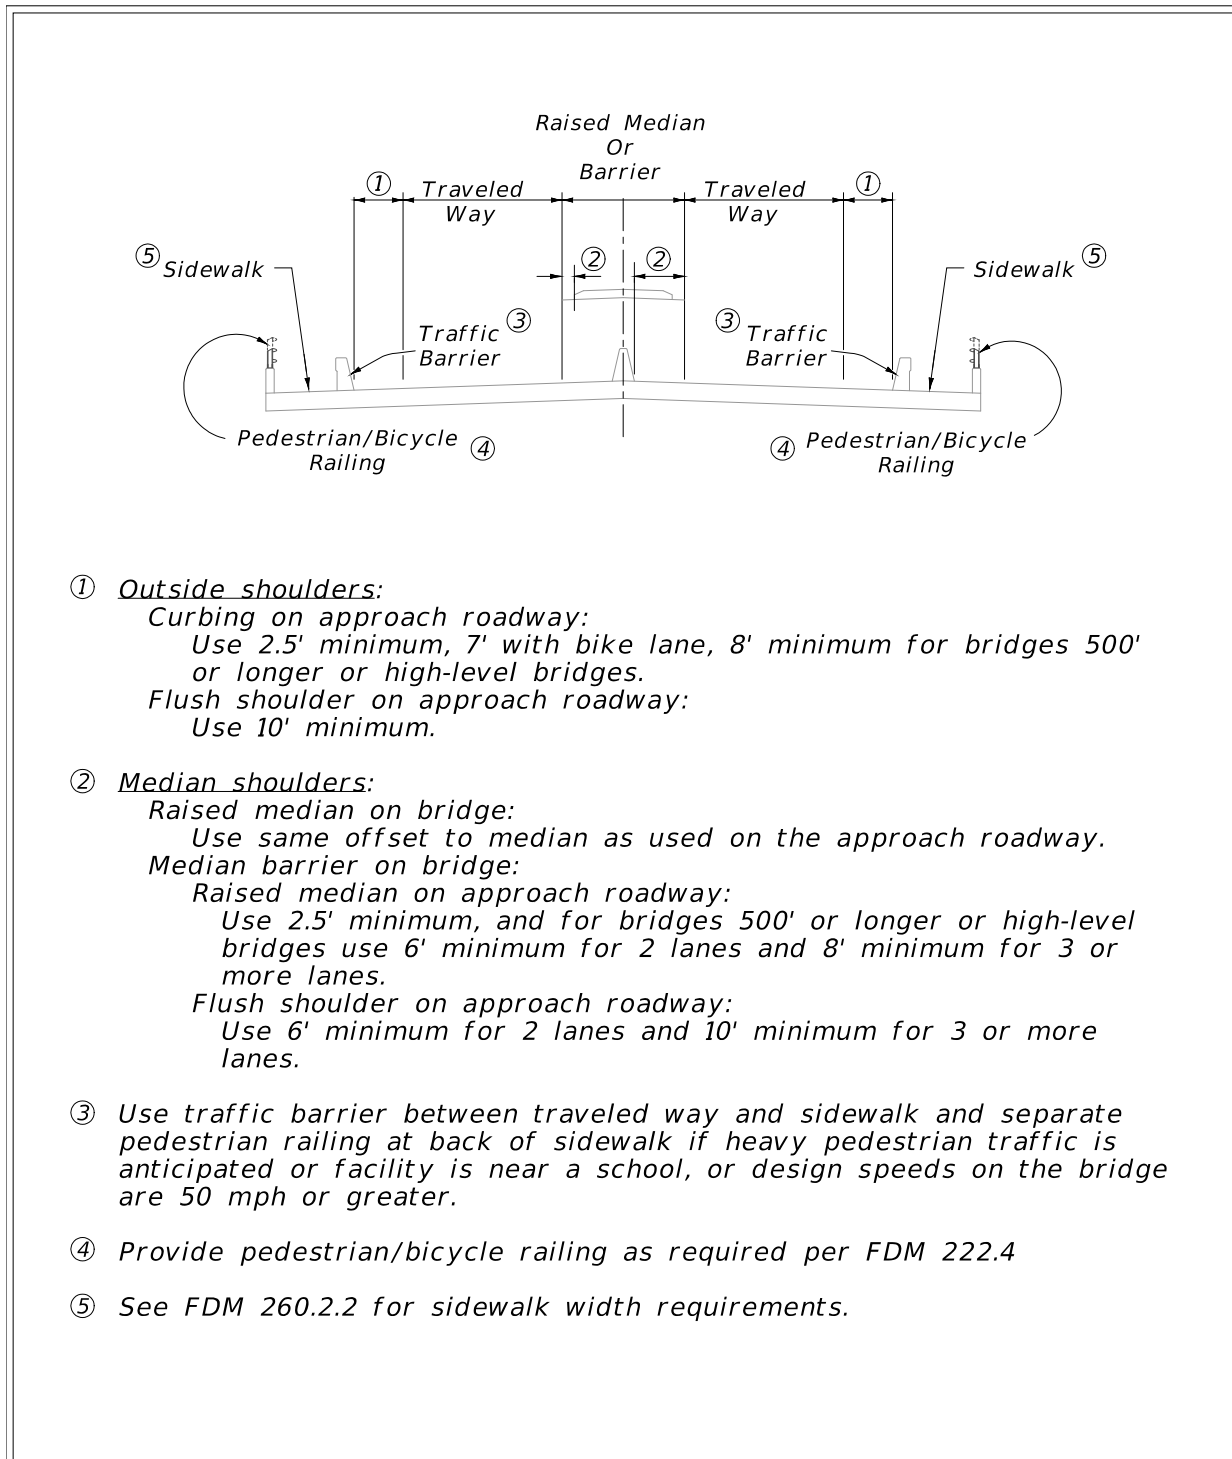 Raised Median
Or
Barrier
①
Traveled
Way
Traveled
Way
①
②
②
⑤
Sidewalk
Sidewalk
⑤
Traffic
Barrier
③
③
Traffic
Barrier
Pedestrian/Bicycle
Railing
④
④
Pedestrian/Bicycle
Railing
① Outside shoulders:
Curbing on approach roadway:
Use 2.5' minimum, 7' with bike lane, 8' minimum for bridges 500'
or longer or high-level bridges.
Flush shoulder on approach roadway:
Use 10' minimum.
② Median shoulders:
Raised median on bridge:
Use same offset to median as used on the approach roadway.
Median barrier on bridge:
Raised median on approach roadway:
Use 2.5' minimum, and for bridges 500' or longer or high-level
bridges use 6' minimum for 2 lanes and 8' minimum for 3 or
more lanes.
Flush shoulder on approach roadway:
Use 6' minimum for 2 lanes and 10' minimum for 3 or more
lanes.
③ Use traffic barrier between traveled way and sidewalk and separate
pedestrian railing at back of sidewalk if heavy pedestrian traffic is
anticipated or facility is near a school, or design speeds on the bridge
are 50 mph or greater.
④ Provide pedestrian/bicycle railing as required per FDM 222.4
⑤ See FDM 260.2.2 for sidewalk width requirements.